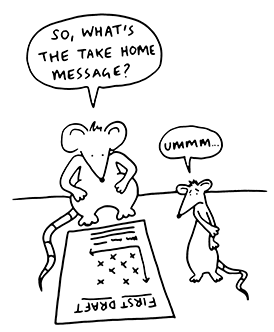 SO, WHAT'S
THE TAKE HOME
MESSAGE?
UMMM...
FIRST DRAFT